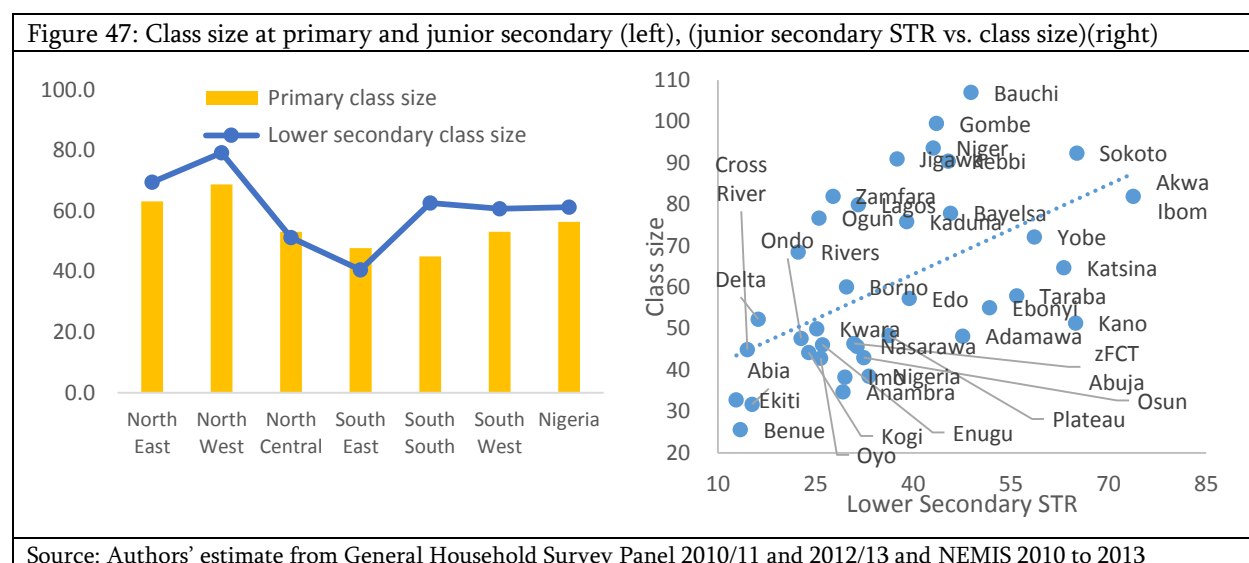 Figure 47: Class size at primary and junior secondary (left), (junior secondary STR vs. class size)(right)
100.0
80.0
60.0
40.0
20.0
0.0
Primary class size
Lower secondary class size
North East
North West
North Central
South East
South South
South West
Nigeria
Class size
110
100
90
80
70
60
50
40
30
20
Bauchi
Gombe
Niger
Jigawa
Kebbi
Sokoto
Cross River
Zamfara
Lagos
Akwa Ibom
Ogun
Kaduna
Bayelsa
Ondo
Rivers
Yobe
Delta
Borno
Edo
Katsina
Taraba
Ebonyi
Kwara
Nasarawa
Adamawa
Kano
zFCT Abuja
Abia
Imo
Nigeria
Ekiti
Anambra
Osun
Benue
Kogi
Enugu
Plateau
Oyo
10
25
40
55
70
85
Lower Secondary STR
Source: Authors' estimate from General Household Survey Panel 2010/11 and 2012/13 and NEMIS 2010 to 2013